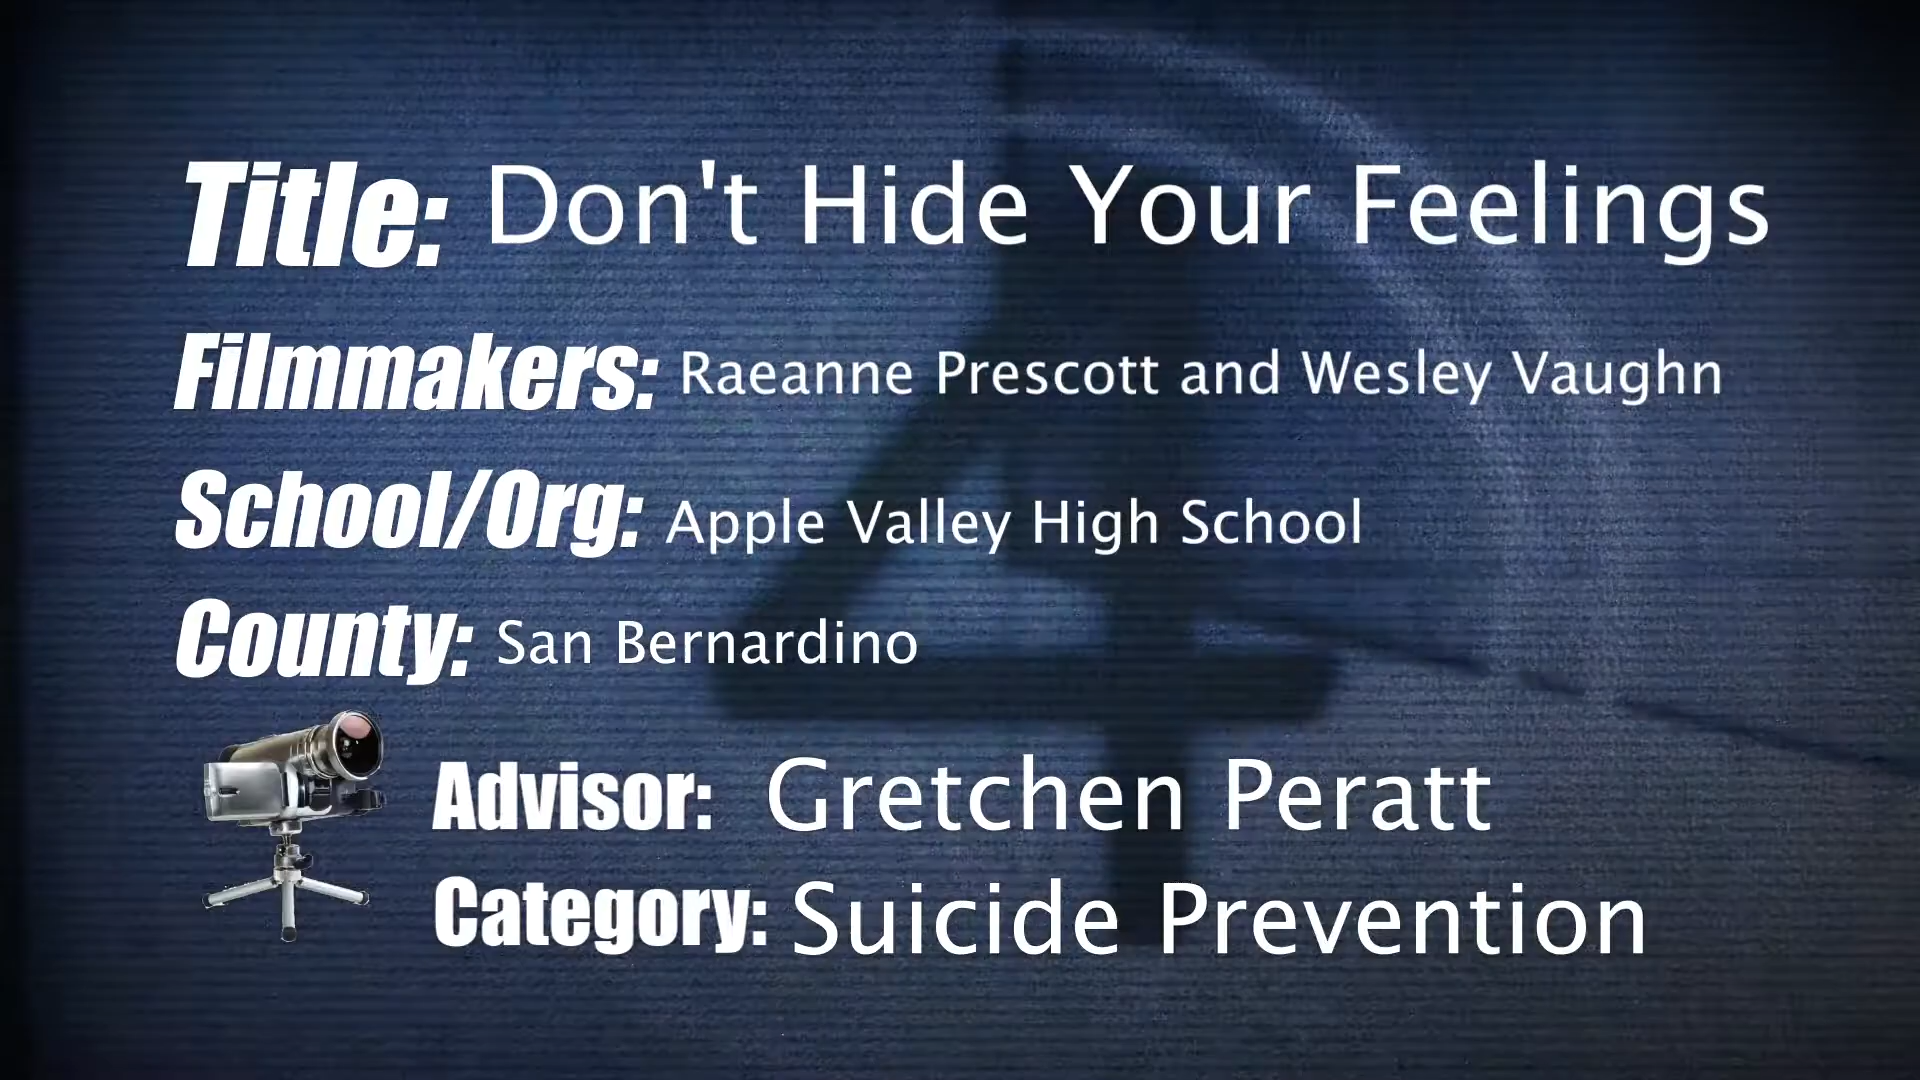 Title: Don't Hide Your Feelings
Filmmakers: Raeanne Prescott and Wesley Vaughn
School/Org: Apple Valley High School
County: San Bernardino
Advisor: Gretchen Peratt
Category: Suicide Prevention
4